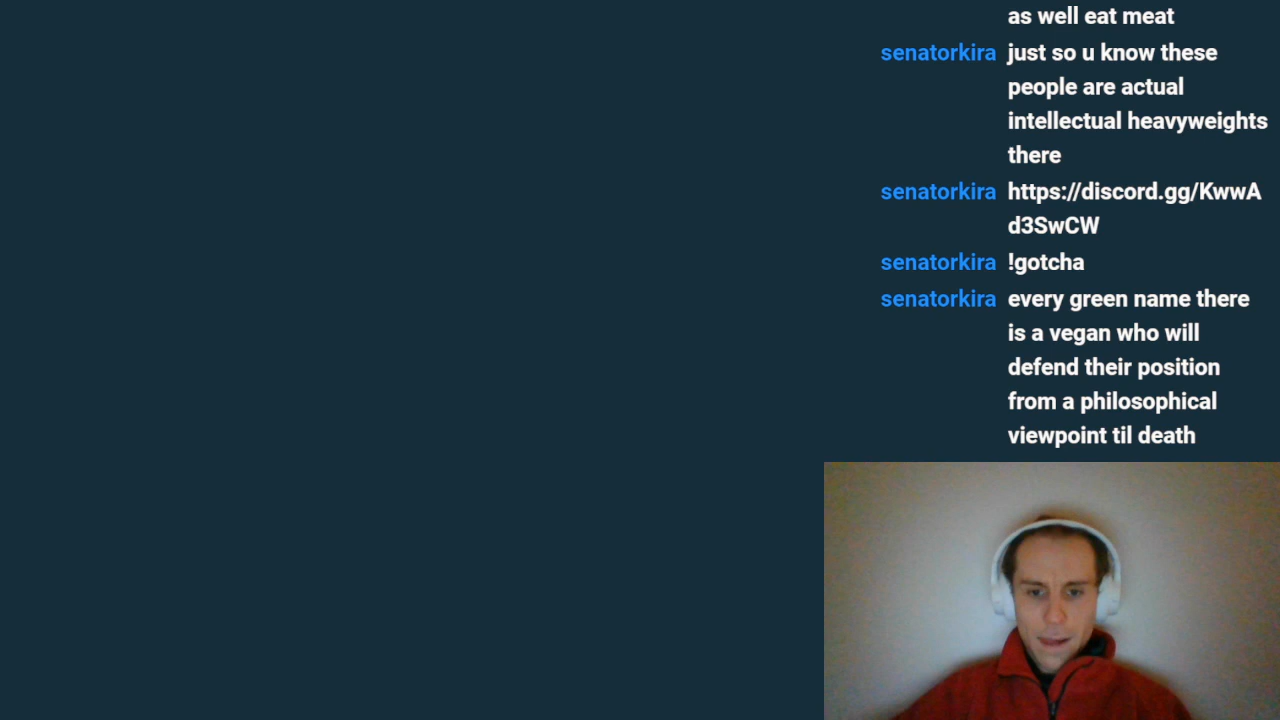 as well eat meat
senatorkira just so u know these
people are actual
intellectual heavyweights
there
senatorkira https://discord.gg/KwwA
d3SwCW
senatorkira !gotcha
senatorkira every green name there
is a vegan who will
defend their position
from a philosophical
viewpoint til death